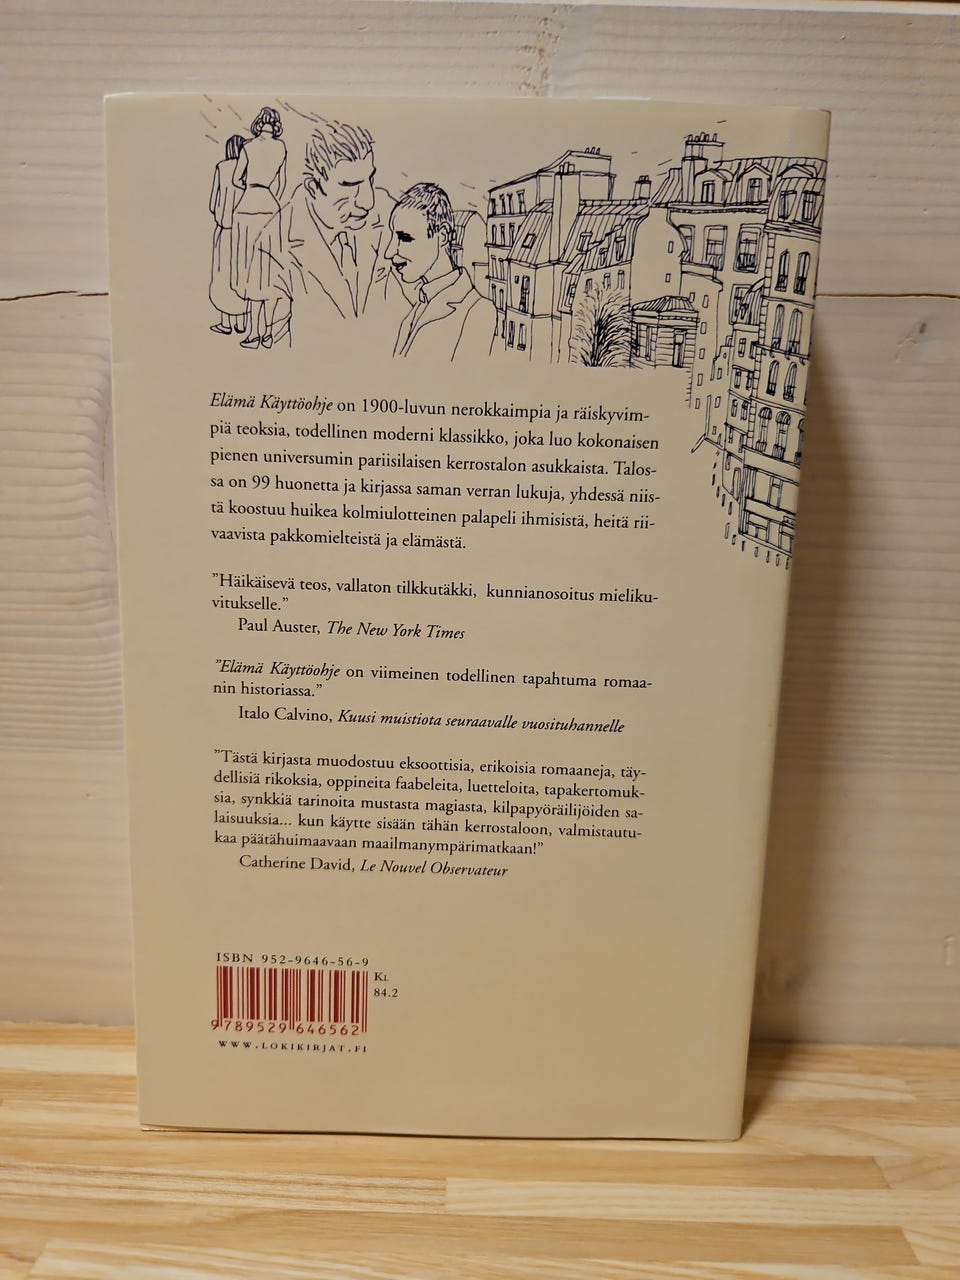 Elämä Käyttöohje on 1900-luvun nerokkaimpia ja räiskyvim-
piä teoksia, todellinen moderni klassikko, joka luo kokonaisen
pienen universumin pariisilaisen kerrostalon asukkaista. Talos-
sa on 99 huonetta ja kirjassa saman verran lukuja, yhdessä niis-
tä koostuu huikea kolmiulotteinen palapeli ihmisistä, heitä rii-
vaavista pakkomielteistä ja elämästä.
”Häikäisevä teos, vallaton tilkkutäkki, kunnianosoitus mieliku-
vitukselle.”
Paul Auster, The New York Times
”Elämä Käyttöohje on viimeinen todellinen tapahtuma romaa-
nin historiassa.”
Italo Calvino, Kuusi muistiota seuraavalle vuosituhannelle
”Tästä kirjasta muodostuu eksoottisia, erikoisia romaaneja, täy-
dellisiä rikoksia, oppineita faabeleita, luetteloita, tapakertomuk-
sia, synkkiä tarinoita mustasta magiasta, kilpapyöräilijöiden sa-
laisuuksia... kun käytte sisään tähän kerrostaloon, valmistautu-
kaa päätähuimaavaan maailmanympärimatkaan!”
Catherine David, Le Nouvel Observateur
ISBN 952-9646-56-9
KL
84.2
9 789529 646562
WWW.LOKIKIRJAT.FI